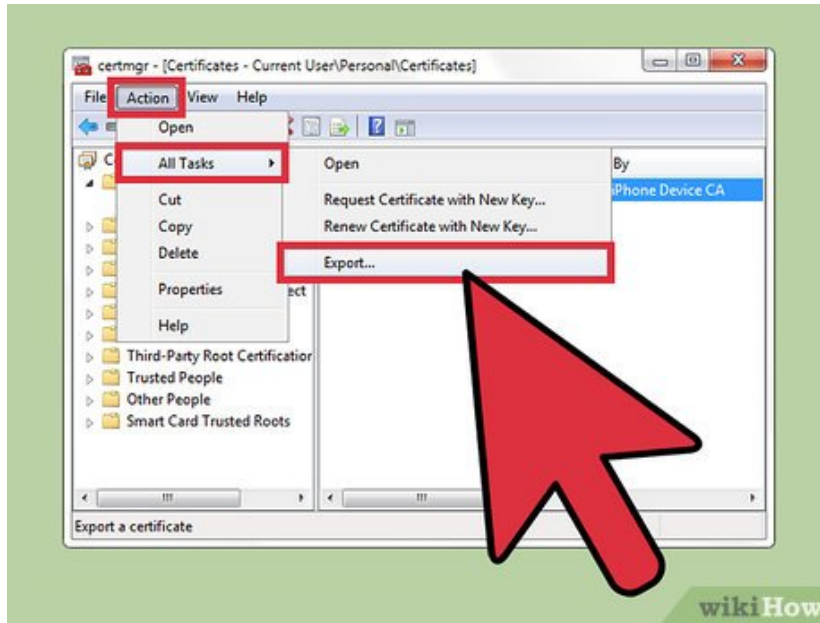 certmgr - [Certificates - Current User\Personal\Certificates]
File Action View Help
Open
All Tasks
Cut
Copy
Delete
Properties
Help
Open
Request Certificate with New Key...
Renew Certificate with New Key...
Export...
By
iPhone Device CA
ect
Third-Party Root Certification
Trusted People
Other People
Smart Card Trusted Roots
Export a certificate
wikiHow